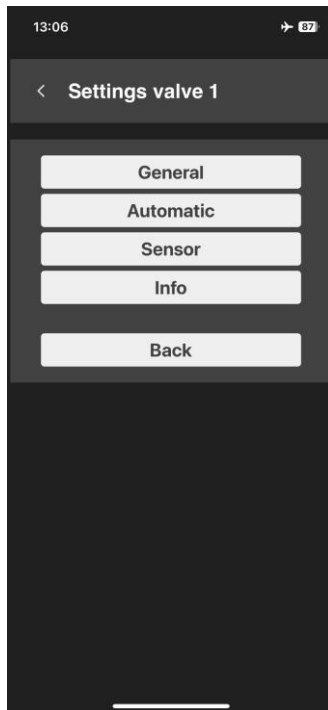 13:06
87
Settings valve 1
General
Automatic
Sensor
Info
Back